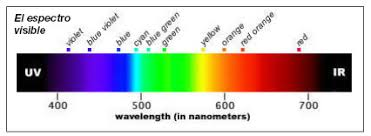 El espectro
visible
violet
blue violet
blue
cyan
blue green
green
yellow
orange
red orange
red
UV
IR
400 500 600 700
wavelength (in nanometers)